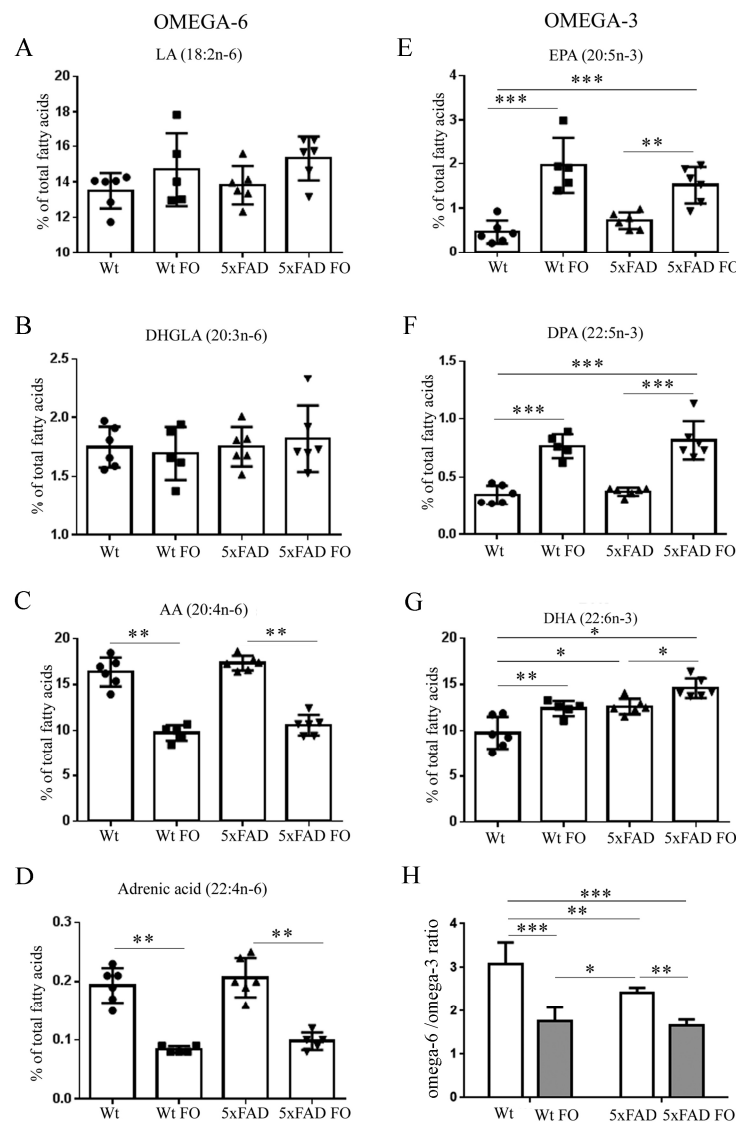 OMEGA-6
A
LA (18:2n-6)
% of total fatty acids
20
18
16
14
12
10
Wt Wt FO 5xFAD 5xFAD FO
B
DHGLA (20:3n-6)
% of total fatty acids
2.5
2.0
1.5
1.0
Wt Wt FO 5xFAD 5xFAD FO
C
AA (20:4n-6)
% of total fatty acids
20
15
10
5
0
** **
Wt Wt FO 5xFAD 5xFAD FO
D
Adrenic acid (22:4n-6)
% of total fatty acids
0.3
0.2
0.1
0.0
** **
Wt Wt FO 5xFAD 5xFAD FO
OMEGA-3
E
EPA (20:5n-3)
% of total fatty acids
4
3
2
1
0
***
***
**
Wt Wt FO 5xFAD 5xFAD FO
F
DPA (22:5n-3)
% of total fatty acids
1.5
1.0
0.5
0.0
***
***
***
Wt Wt FO 5xFAD 5xFAD FO
G
DHA (22:6n-3)
% of total fatty acids
20
15
10
5
0
*
* *
**
Wt Wt FO 5xFAD 5xFAD FO
H
omega-6 /omega-3 ratio
4
3
2
1
0
***
**
***
* **
Wt Wt FO 5xFAD 5xFAD FO